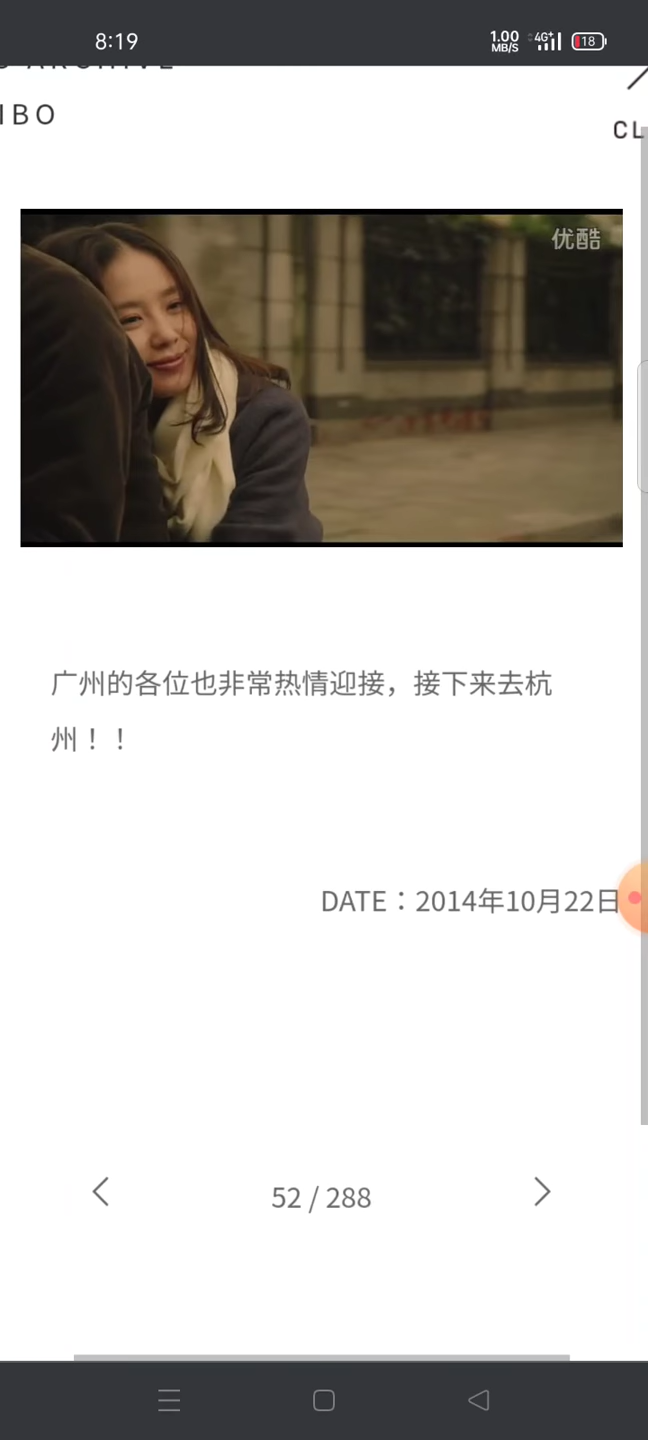 8:19
1.00
MB/S
4G+
18
IBO
CL
优酷
广州的各位也非常热情迎接，接下来去杭
州！！
DATE：2014年10月22日
52 / 288